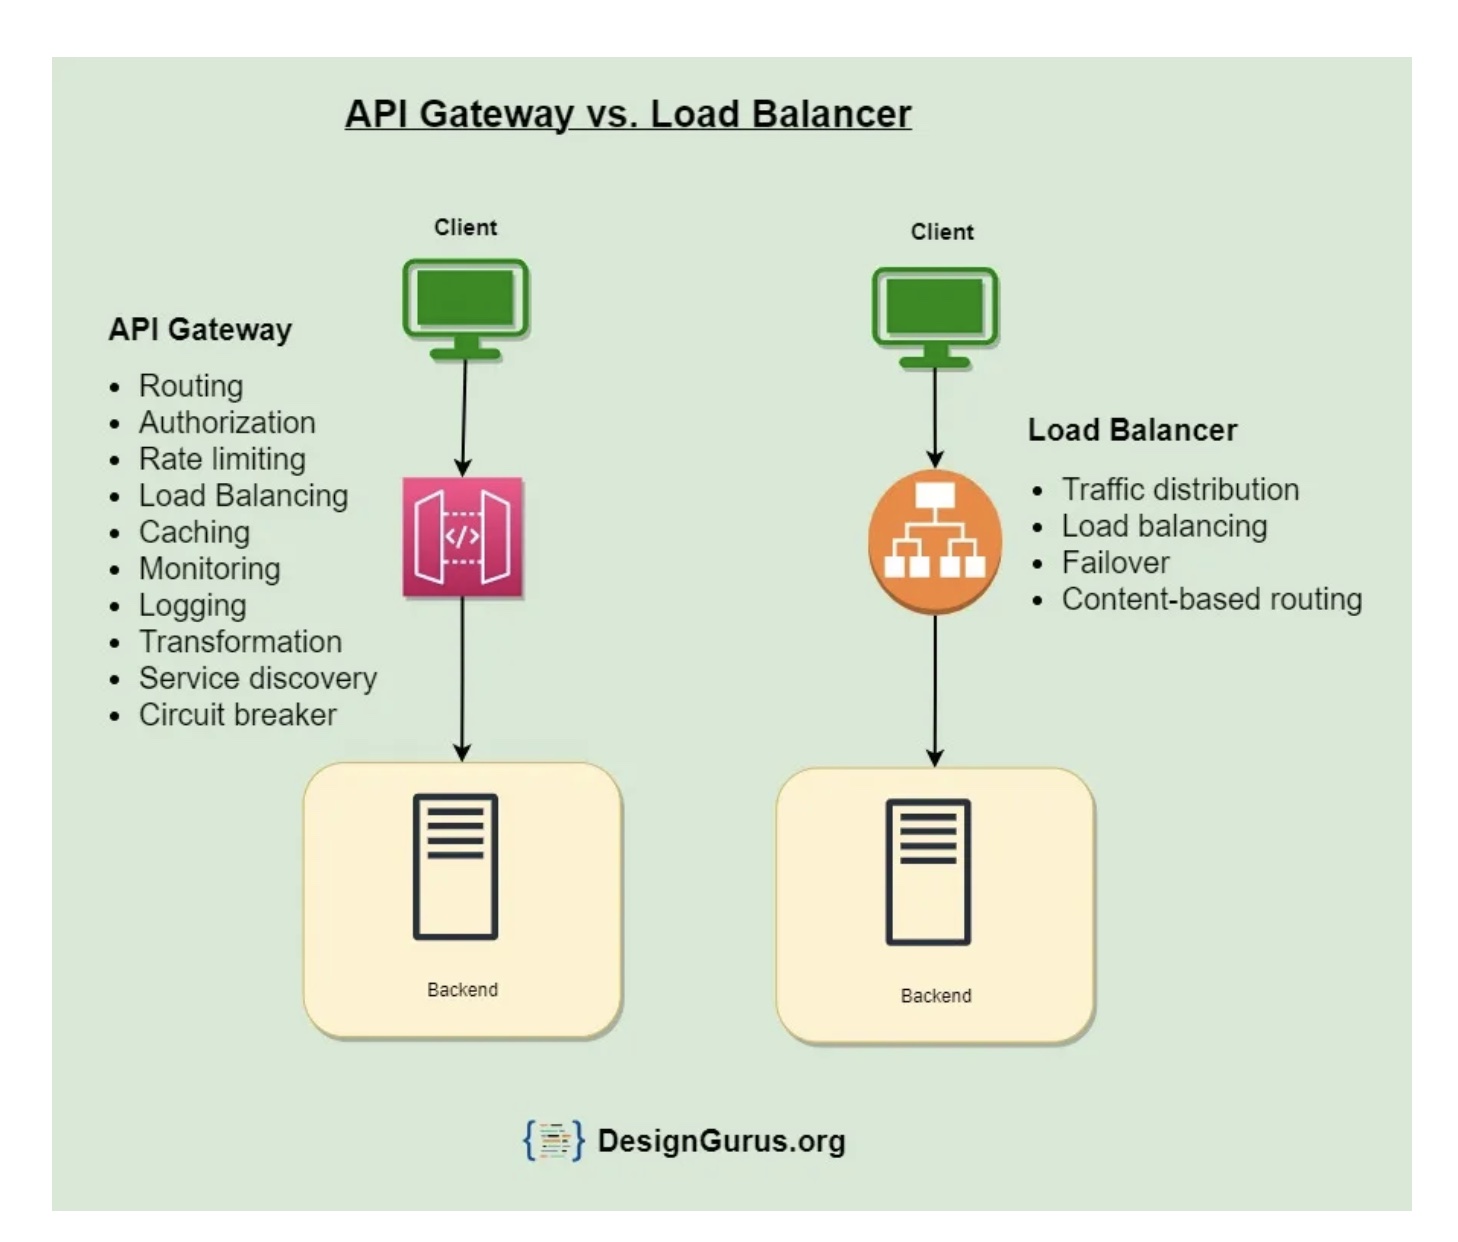 API Gateway vs. Load Balancer
Client
API Gateway
• Routing
• Authorization
• Rate limiting
• Load Balancing
• Caching
• Monitoring
• Logging
• Transformation
• Service discovery
• Circuit breaker
</>
Backend
Client
Load Balancer
• Traffic distribution
• Load balancing
• Failover
• Content-based routing
Backend
DesignGurus.org